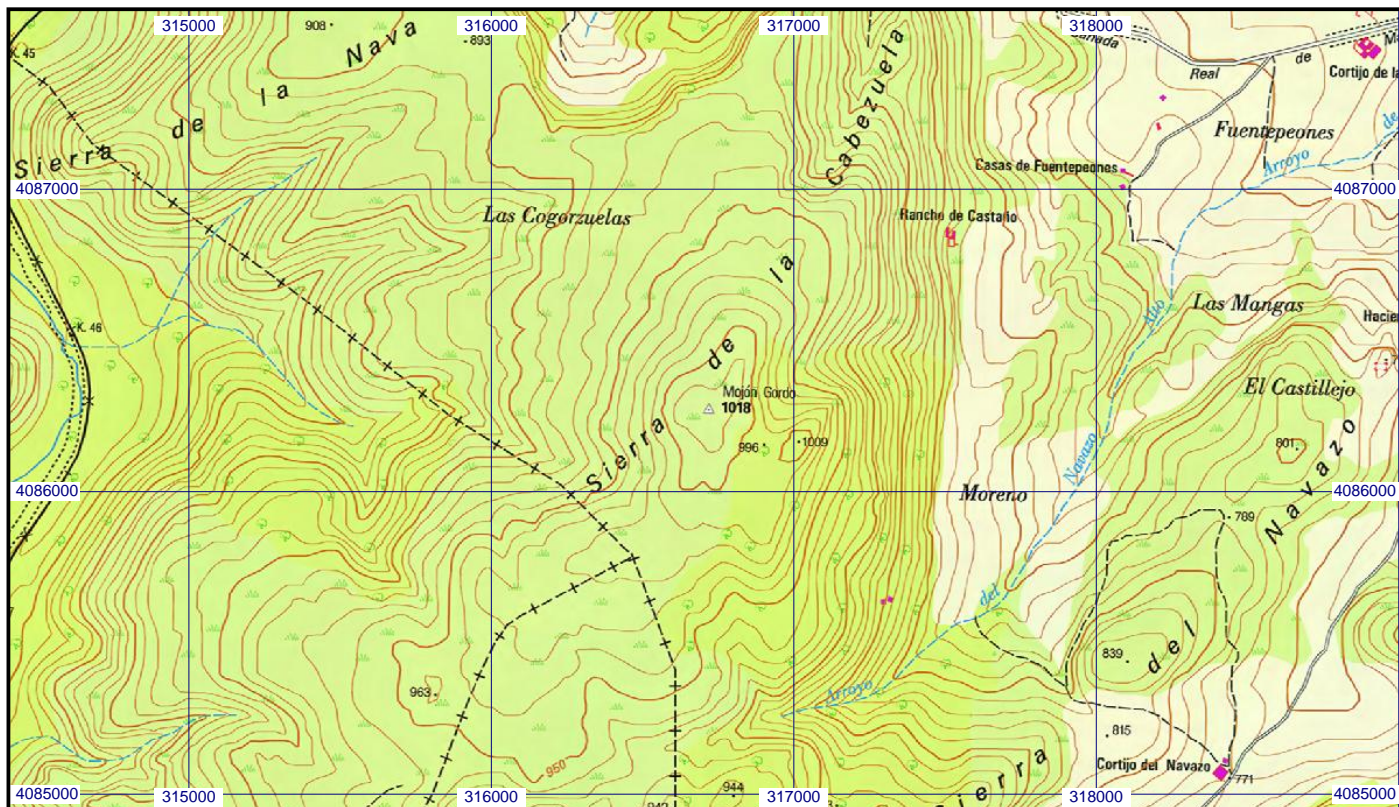 315000 316000 317000 318000
908
893
K. 45
Sierra de la Nava
Cañada Real de
Cortijo de la
Fuentepeones
Arroyo de
Casas de Fuentepeones
4087000 4087000
Las Cogorzuelas
Rancho de Castaño
Sierra de la Cabezuela
Alto
Las Mangas
K. 46
El Castillejo
Mojón Gordo
1018
996
1009
801
4086000 4086000
Moreno
789
Arroyo del Navazo
839
963
Sierra del Navazo
815
950
944
Cortijo del Navazo
771
4085000 4085000
315000 316000 317000 318000